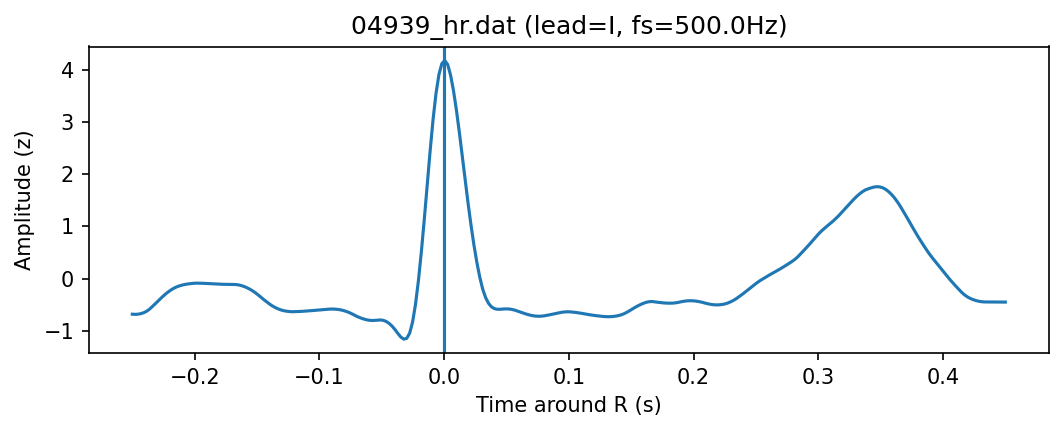 04939_hr.dat (lead=I, fs=500.0Hz)
Amplitude (z)
4
3
2
1
0
−1
−0.2 −0.1 0.0 0.1 0.2 0.3 0.4
Time around R (s)